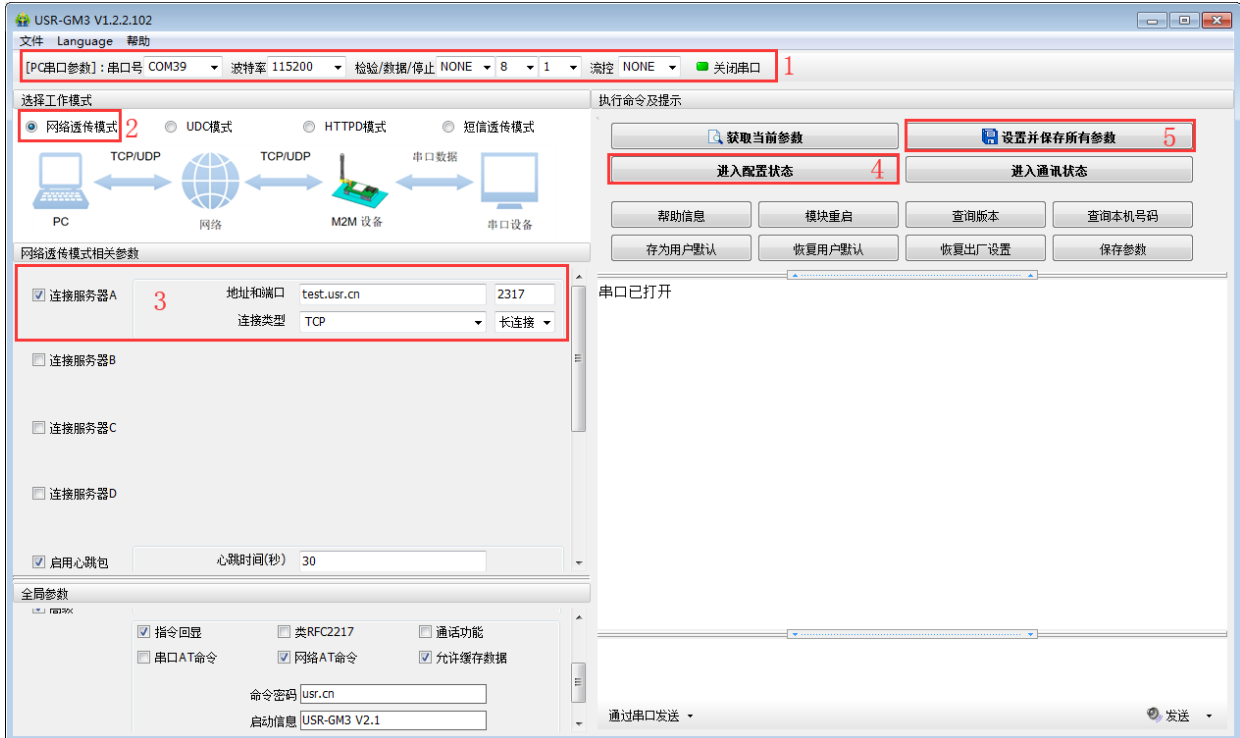 USR-GM3 V1.2.2.102
文件 Language 帮助
[PC串口参数]：串口号 COM39 波特率 115200 检验/数据/停止 NONE 8 1 流控 NONE 关闭串口 1
选择工作模式
网络透传模式 2 UDC模式 HTTPD模式 短信透传模式
TCP/UDP TCP/UDP 串口数据
PC 网络 M2M 设备 串口设备
网络透传模式相关参数
连接服务器A 3 地址和端口 test.usr.cn 2317
连接类型 TCP 长连接
连接服务器B
连接服务器C
连接服务器D
启用心跳包 心跳时间(秒) 30
全局参数
指令回显 类RFC2217 通话功能
串口AT命令 网络AT命令 允许缓存数据
命令密码 usr.cn
启动信息 USR-GM3 V2.1
执行命令及提示
获取当前参数 设置并保存所有参数 5
进入配置状态 4 进入通讯状态
帮助信息 模块重启 查询版本 查询本机号码
存为用户默认 恢复用户默认 恢复出厂设置 保存参数
串口已打开
通过串口发送 发送